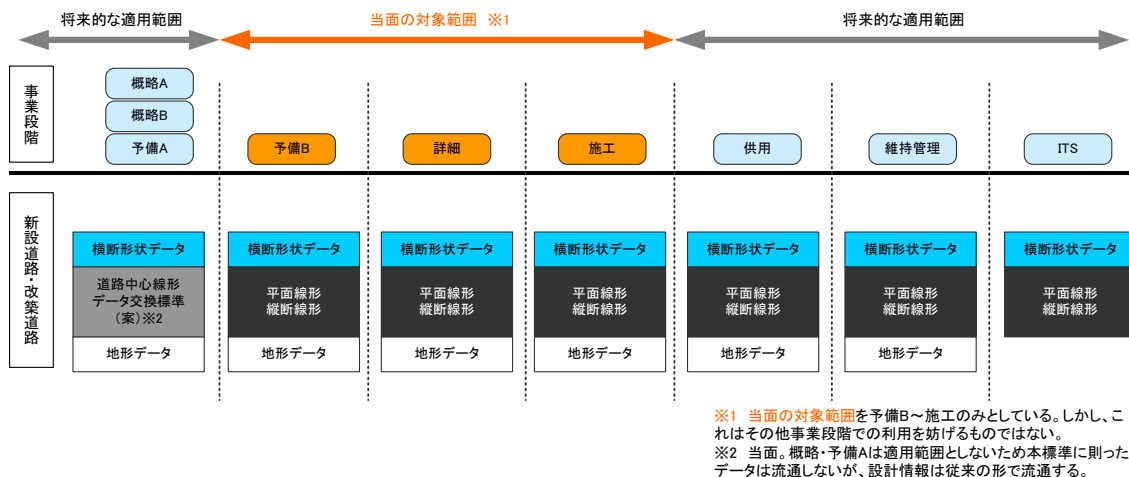 将来的な適用範囲
当面の対象範囲 ※1
将来的な適用範囲
事業段階
概略A
概略B
予備A
予備B
詳細
施工
供用
維持管理
ITS
新設道路・改築道路
横断形状データ
道路中心線形
データ交換標準
（案）※2
地形データ
横断形状データ
平面線形
縦断線形
地形データ
横断形状データ
平面線形
縦断線形
地形データ
横断形状データ
平面線形
縦断線形
地形データ
横断形状データ
平面線形
縦断線形
地形データ
横断形状データ
平面線形
縦断線形
地形データ
横断形状データ
平面線形
縦断線形
※1 当面の対象範囲を予備B～施工のみとしている。しかし、こ
れはその他事業段階での利用を妨げるものではない。
※2 当面。概略・予備Aは適用範囲としないため本標準に則った
データは流通しないが、設計情報は従来の形で流通する。